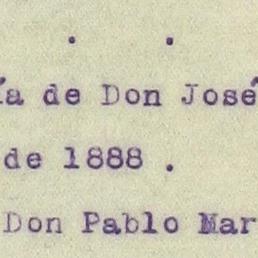 . .
ía de Don José
de 1888 .
Don Pablo Mar